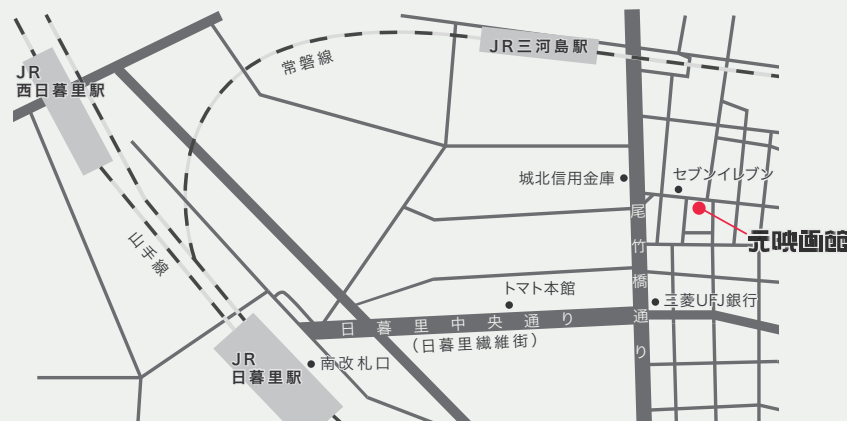 JR三河島駅
常磐線
JR
西日暮里駅
城北信用金庫
セブンイレブン
尾竹橋通り
元映画館
山手線
トマト本館
三菱UFJ銀行
日暮里中央通り
(日暮里繊維街)
JR
日暮里駅
南改札口